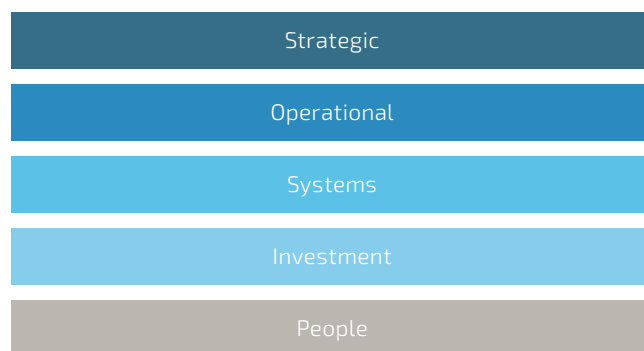 Strategic
Operational
Systems
Investment
People